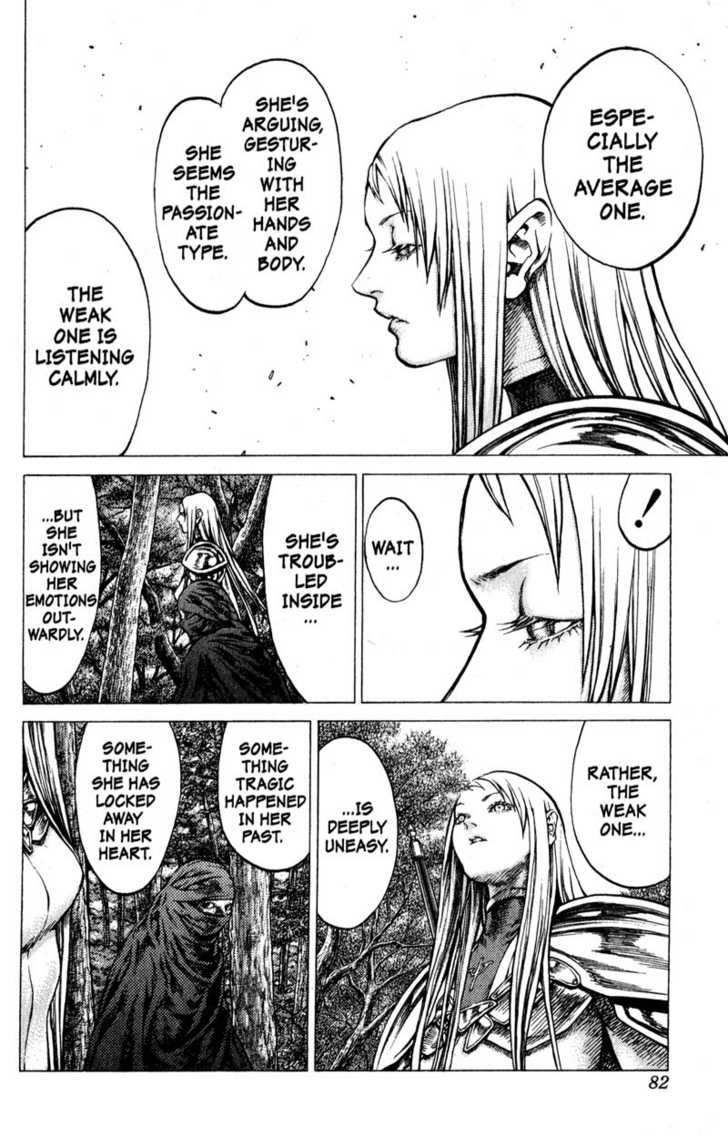 ESPE-
CIALLY
THE
AVERAGE
ONE.
SHE'S
ARGUING,
GESTUR-
ING
WITH
HER
HANDS
AND
BODY.
SHE
SEEMS
THE
PASSION-
ATE
TYPE.
THE
WEAK
ONE IS
LISTENING
CALMLY.
!
WAIT
...
SHE'S
TROUB-
LED
INSIDE
...
...BUT
SHE
ISN'T
SHOWING
HER
EMOTIONS
OUT-
WARDLY.
RATHER,
THE
WEAK
ONE...
...IS
DEEPLY
UNEASY.
SOME-
THING
TRAGIC
HAPPENED
IN HER
PAST.
SOME-
THING
SHE HAS
LOCKED
AWAY
IN HER
HEART.
82